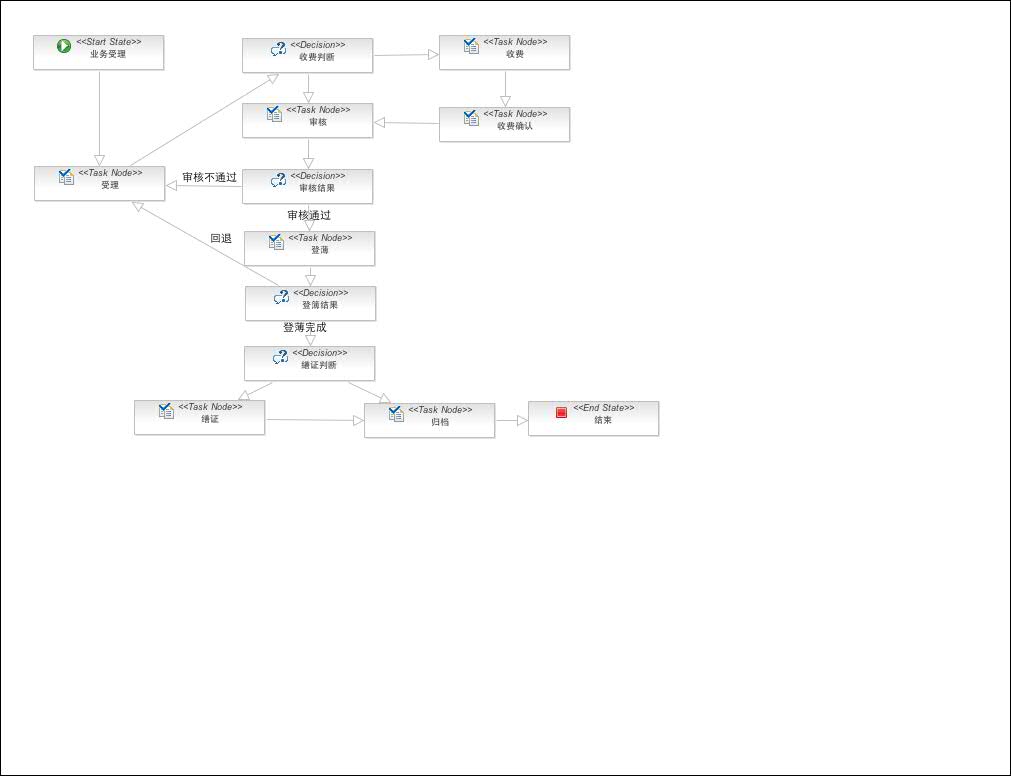 <<Start State>>
业务受理
<<Decision>>
收费判断
<<Task Node>>
收费
<<Task Node>>
审核
<<Task Node>>
收费确认
<<Task Node>>
受理
审核不通过
<<Decision>>
审核结果
审核通过
回退
<<Task Node>>
登薄
<<Decision>>
登簿结果
登薄完成
<<Decision>>
缮证判断
<<Task Node>>
缮证
<<Task Node>>
归档
<<End State>>
结束